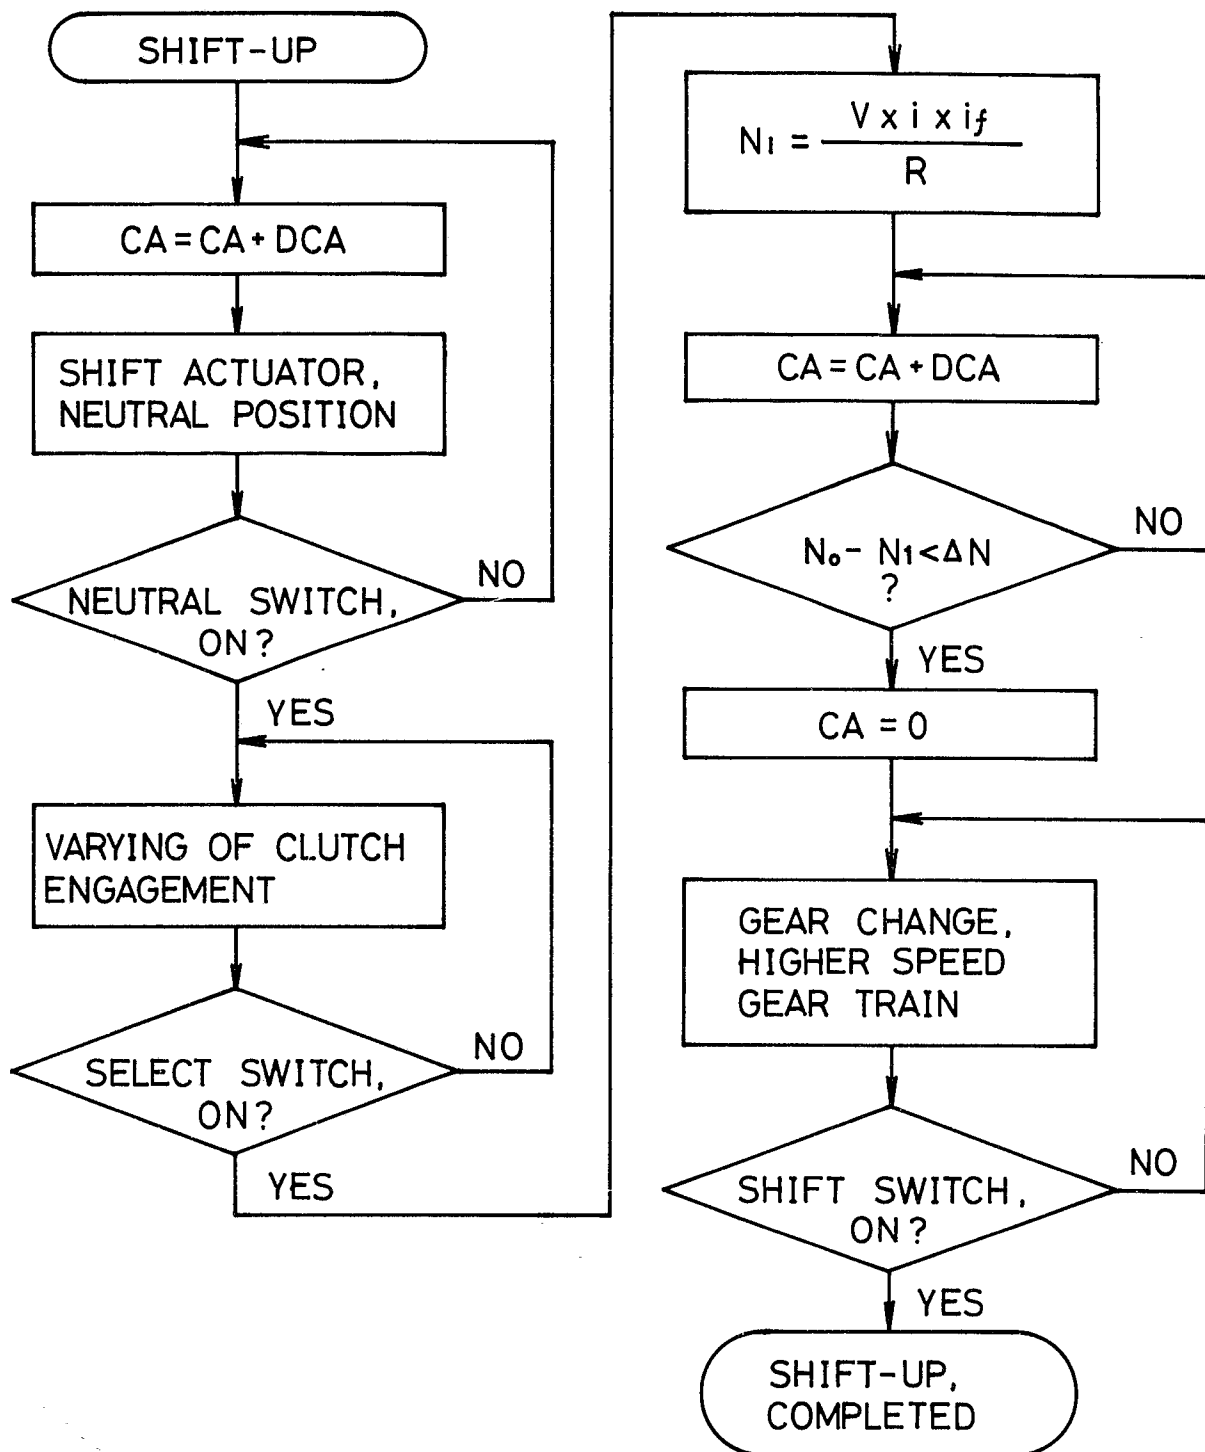 SHIFT-UP
CA = CA + DCA
SHIFT ACTUATOR,
NEUTRAL POSITION
NEUTRAL SWITCH,
ON?
NO
YES
VARYING OF CLUTCH
ENGAGEMENT
SELECT SWITCH,
ON?
NO
YES
N₁ = V x i x if / R
CA = CA + DCA
N₀ - N₁ < ΔN
?
NO
YES
CA = 0
GEAR CHANGE,
HIGHER SPEED
GEAR TRAIN
SHIFT SWITCH,
ON?
NO
YES
SHIFT-UP,
COMPLETED